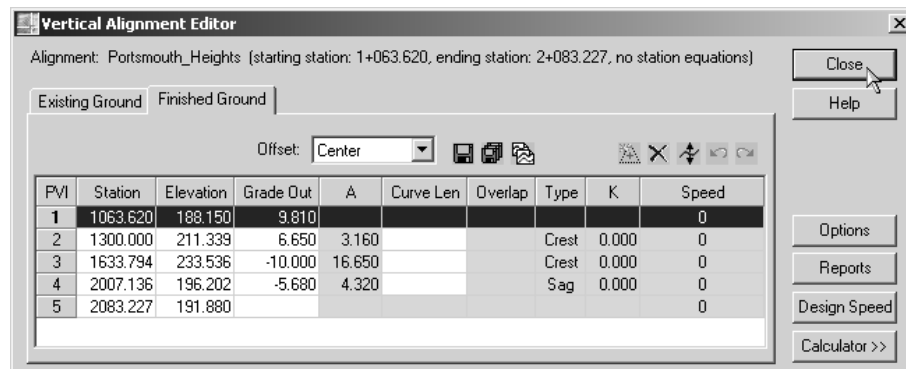 Vertical Alignment Editor
Alignment: Portsmouth_Heights (starting station: 1+063.620, ending station: 2+083.227, no station equations)
Close
Existing Ground Finished Ground
Help
Offset: Center
PVI Station Elevation Grade Out A Curve Len Overlap Type K Speed
1 1063.620 188.150 9.810 0
2 1300.000 211.339 6.650 3.160 Crest 0.000 0
3 1633.794 233.536 -10.000 16.650 Crest 0.000 0
4 2007.136 196.202 -5.680 4.320 Sag 0.000 0
5 2083.227 191.880 0
Options
Reports
Design Speed
Calculator >>